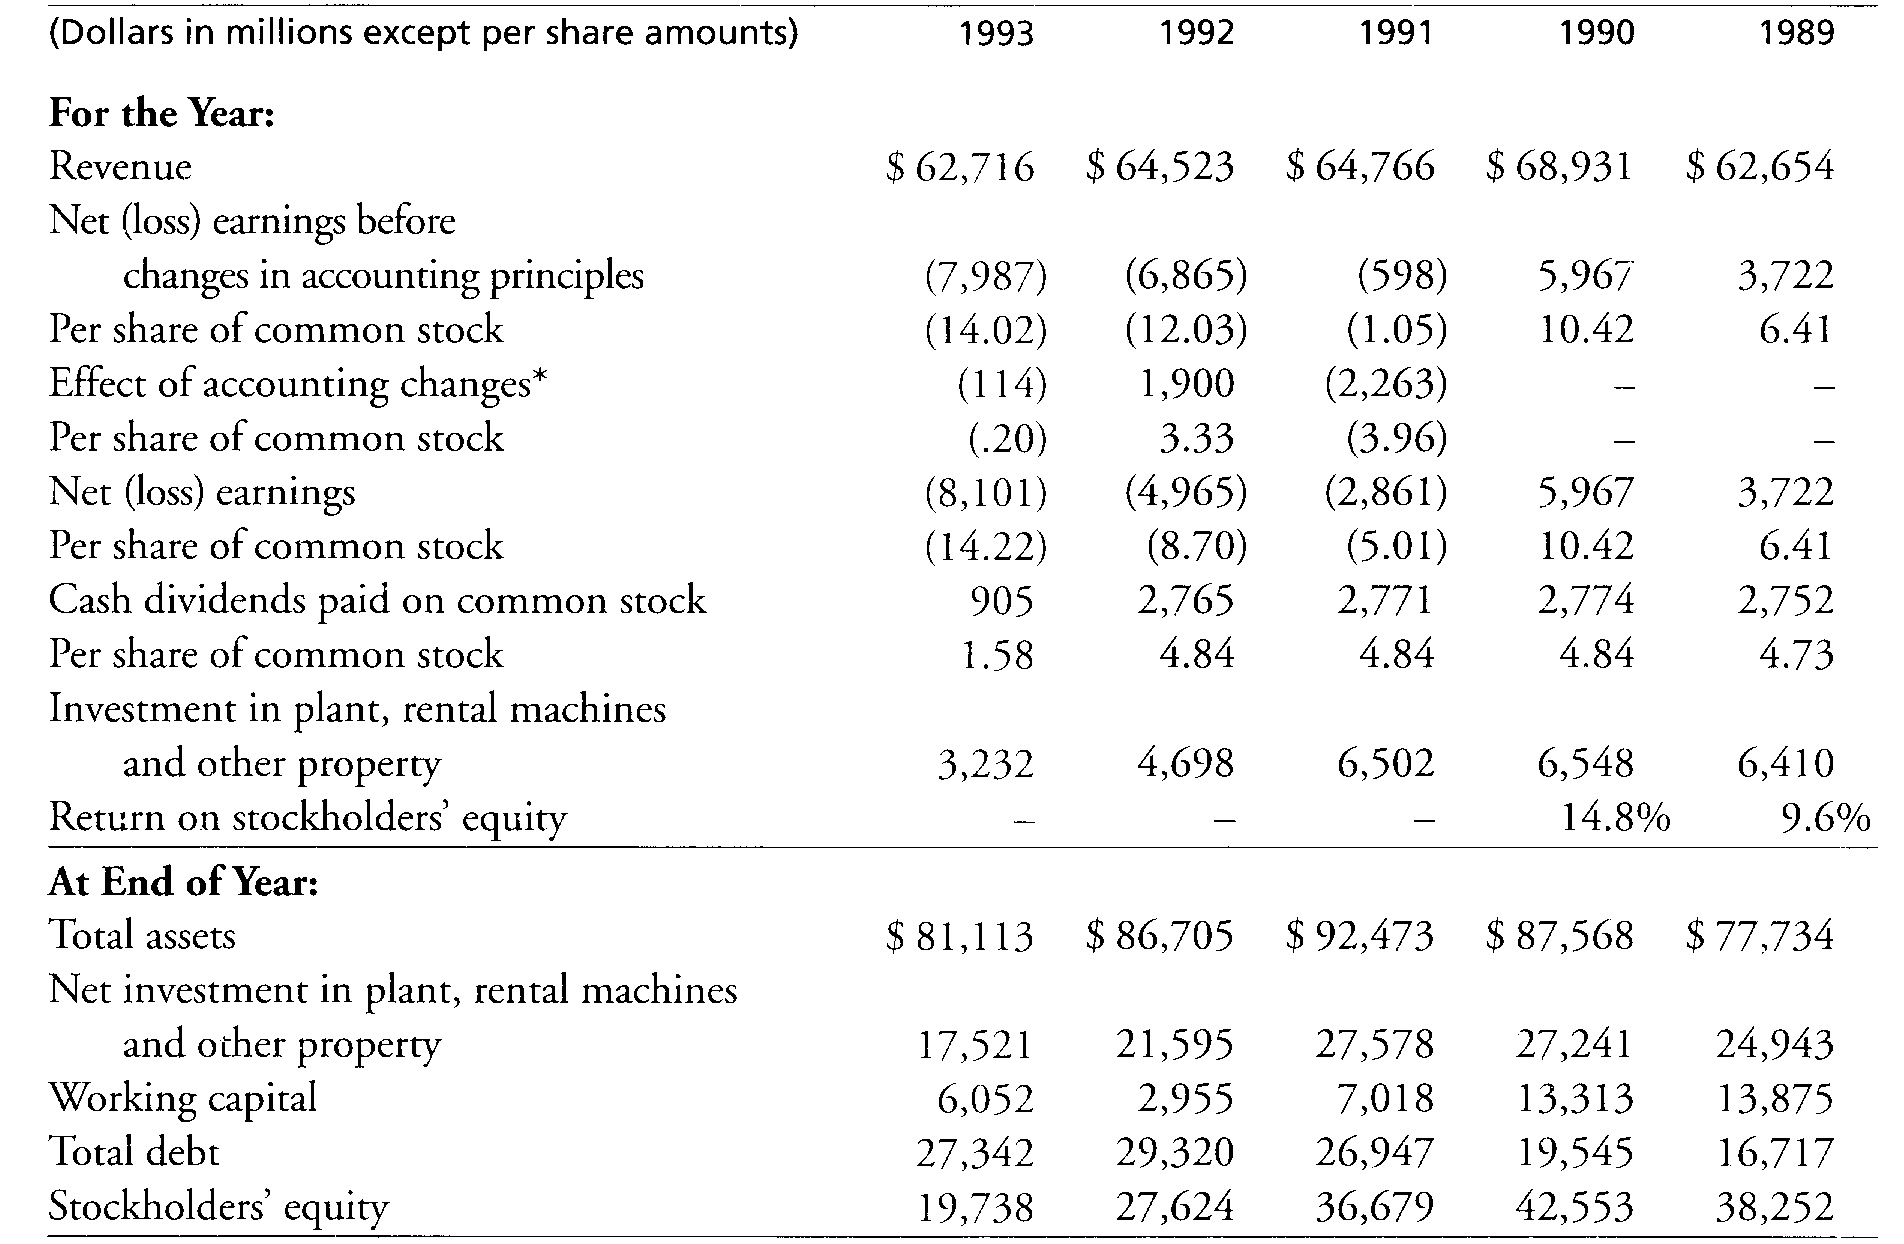 (Dollars in millions except per share amounts) 1993 1992 1991 1990 1989
For the Year:
Revenue $ 62,716 $ 64,523 $ 64,766 $ 68,931 $ 62,654
Net (loss) earnings before
changes in accounting principles (7,987) (6,865) (598) 5,967 3,722
Per share of common stock (14.02) (12.03) (1.05) 10.42 6.41
Effect of accounting changes* (114) 1,900 (2,263) – –
Per share of common stock (.20) 3.33 (3.96) – –
Net (loss) earnings (8,101) (4,965) (2,861) 5,967 3,722
Per share of common stock (14.22) (8.70) (5.01) 10.42 6.41
Cash dividends paid on common stock 905 2,765 2,771 2,774 2,752
Per share of common stock 1.58 4.84 4.84 4.84 4.73
Investment in plant, rental machines
and other property 3,232 4,698 6,502 6,548 6,410
Return on stockholders’ equity – – – 14.8% 9.6%
At End of Year:
Total assets $ 81,113 $ 86,705 $ 92,473 $ 87,568 $ 77,734
Net investment in plant, rental machines
and other property 17,521 21,595 27,578 27,241 24,943
Working capital 6,052 2,955 7,018 13,313 13,875
Total debt 27,342 29,320 26,947 19,545 16,717
Stockholders’ equity 19,738 27,624 36,679 42,553 38,252